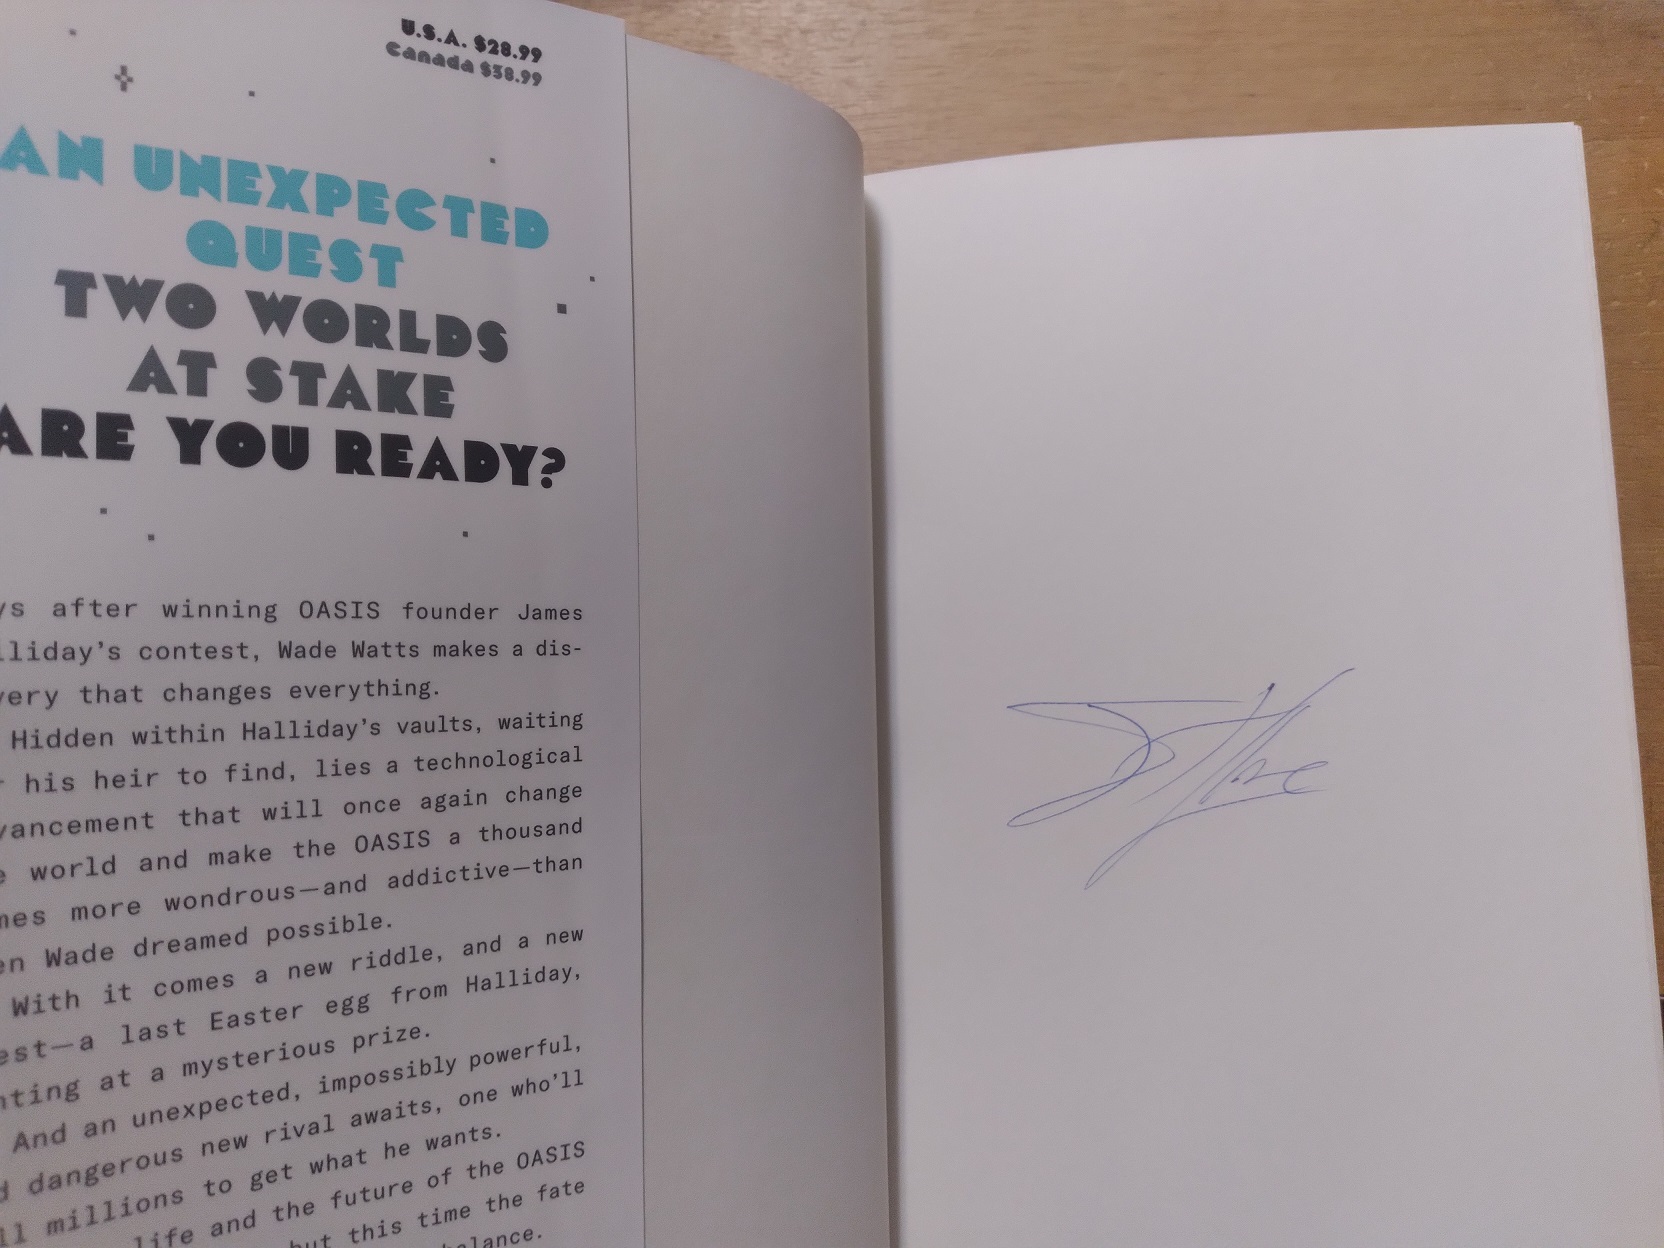 U.S.A. $28.99
Canada $38.99
AN UNEXPECTED
QUEST
TWO WORLDS
AT STAKE
ARE YOU READY?
after winning OASIS founder James
contest, Wade Watts makes a dis-
that changes everything.
Hidden within Halliday's vaults, waiting
his heir to find, lies a technological
that will once again change
world and make the OASIS a thousand
more wondrous—and addictive—than
Wade dreamed possible.
With it comes a new riddle, and a new
a last Easter egg from Halliday,
at a mysterious prize.
And an unexpected, impossibly powerful,
dangerous new rival awaits, one who'll
millions to get what he wants.
life and the future of the OASIS
but this time the fate